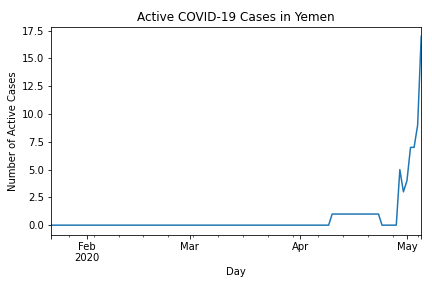 Active COVID-19 Cases in Yemen
17.5
15.0
12.5
10.0
7.5
5.0
2.5
0.0
Number of Active Cases
Feb Mar Apr May
2020
Day